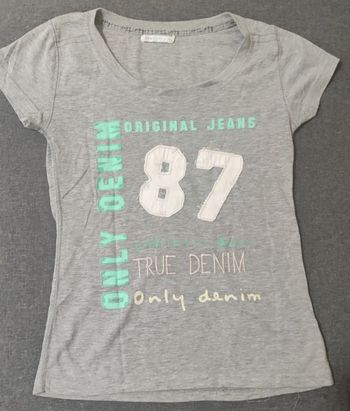 ORIGINAL JEANS
ONLY DENIM
87
TRUE DENIM
Only denim